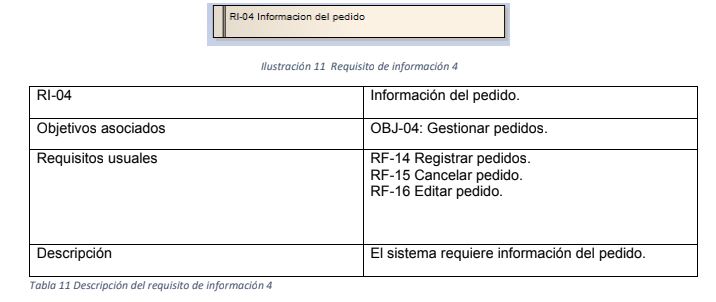 RI-04 Informacion del pedido
Ilustración 11 Requisito de información 4
RI-04
Información del pedido.
Objetivos asociados
OBJ-04: Gestionar pedidos.
Requisitos usuales
RF-14 Registrar pedidos.
RF-15 Cancelar pedido.
RF-16 Editar pedido.
Descripción
El sistema requiere información del pedido.
Tabla 11 Descripción del requisito de información 4